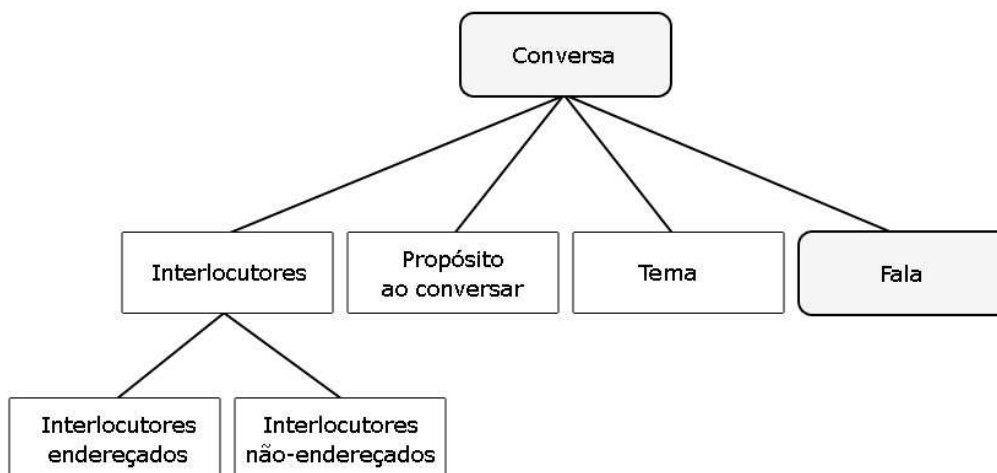 Conversa
Interlocutores
Propósito
ao conversar
Tema
Fala
Interlocutores
endereçados
Interlocutores
não-endereçados